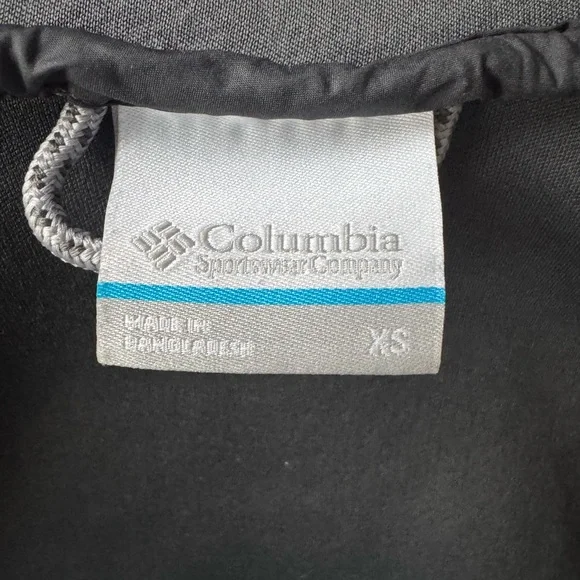 Columbia
Sportswear Company
MADE IN
BANGLADESH
XS